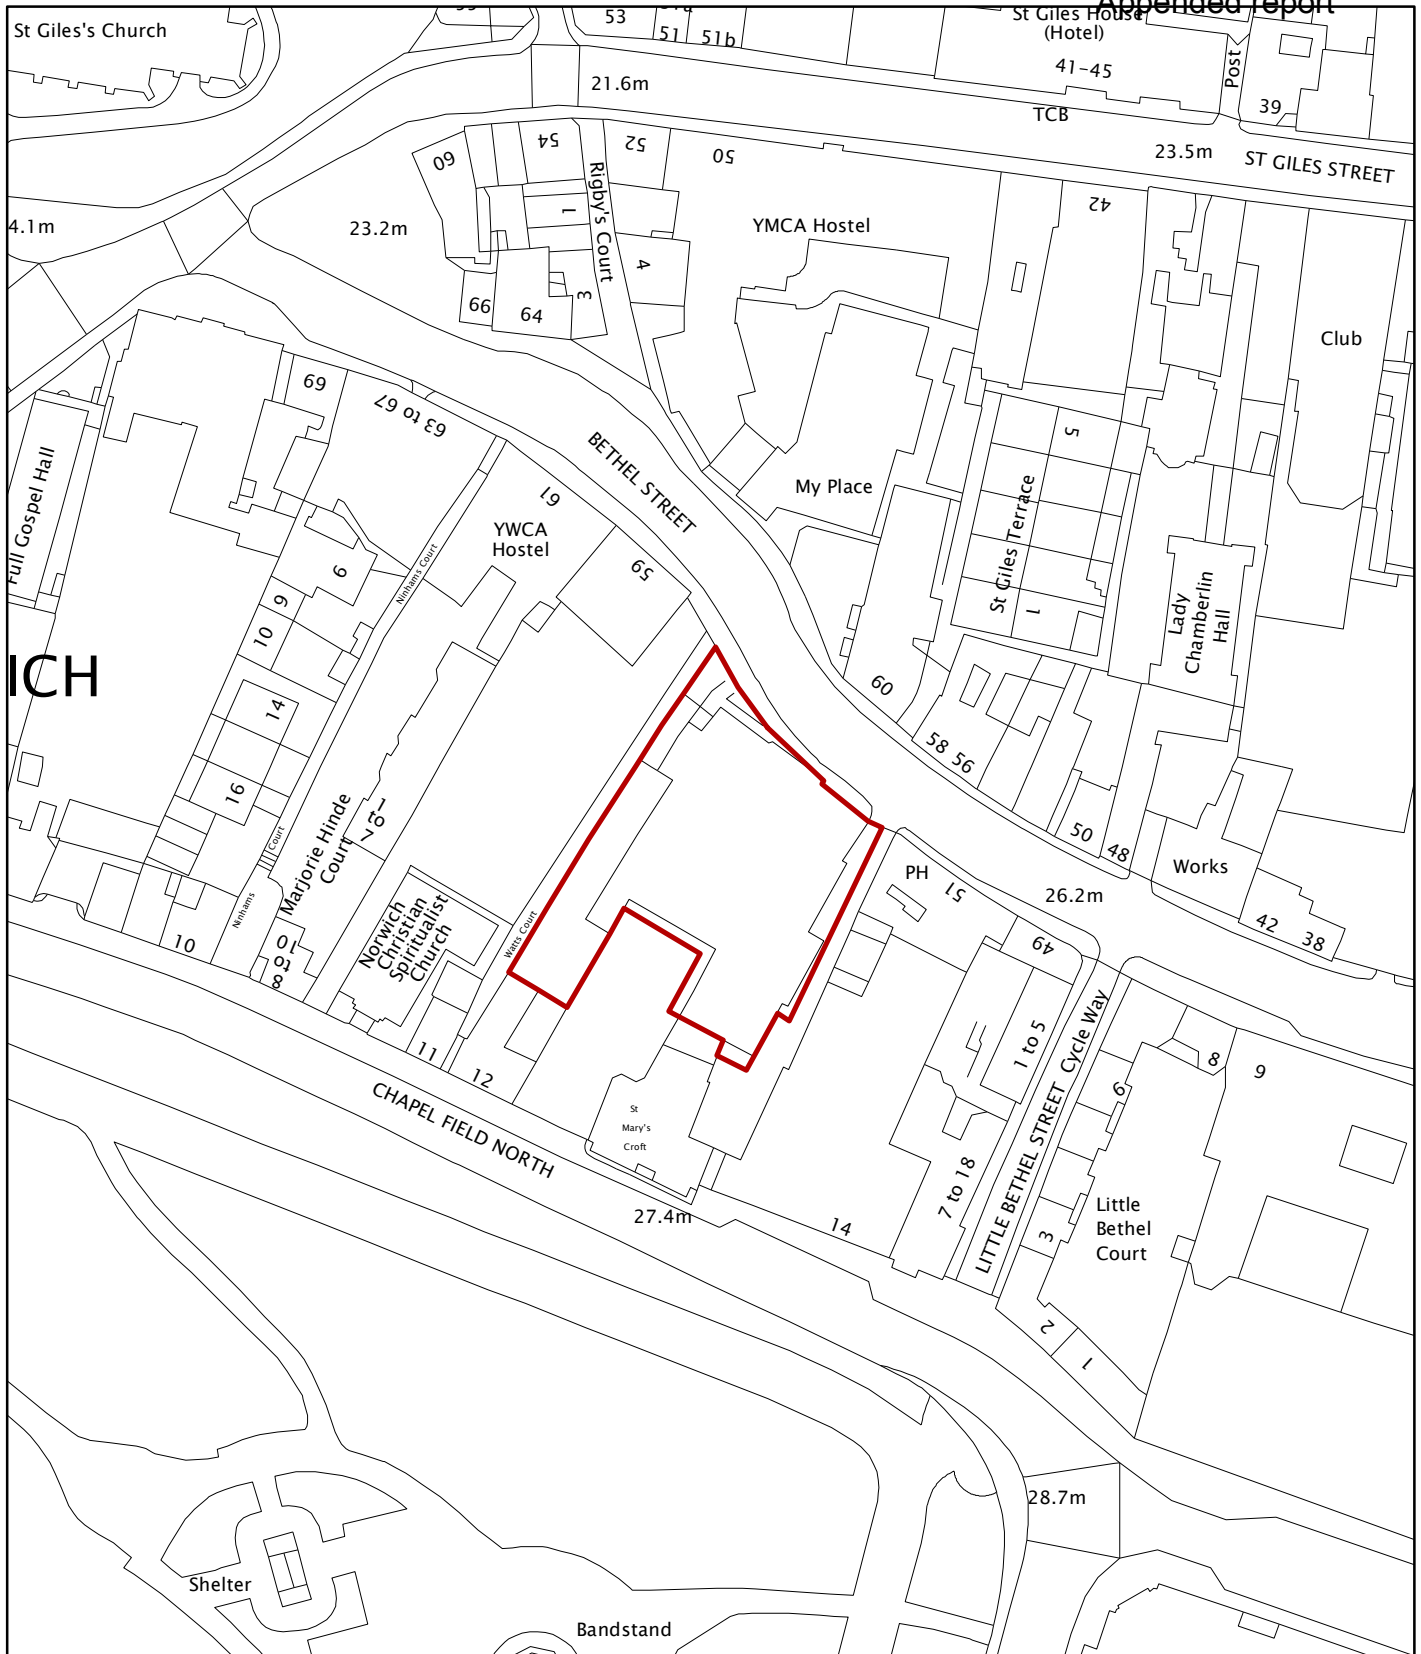 Appended report
St Giles's Church
53
51
51b
St Giles House
(Hotel)
41-45
Post
39
21.6m
TCB
23.5m
ST GILES STREET
60
54
52
50
Rigby's Court
1
4
3
66
64
4.1m
23.2m
YMCA Hostel
42
Club
69
63 to 67
BETHEL STREET
My Place
5
St Giles Terrace
1
Full Gospel Hall
61
YWCA
Hostel
59
Ninhams Court
6
9
10
14
16
ICH
Lady
Chamberlin
Hall
60
58
56
50
48
Works
42
38
Marjorie Hinde
Court
1
to
7
Ninhams
Court
Norwich
Christian
Spiritualist
Church
Watts Court
PH
51
26.2m
49
10
10
to
8
11
12
1 to 5
LITTLE BETHEL STREET
Cycle Way
8
9
6
CHAPEL FIELD NORTH
St
Mary's
Croft
27.4m
14
7 to 18
3
Little
Bethel
Court
2
1
28.7m
Shelter
Bandstand